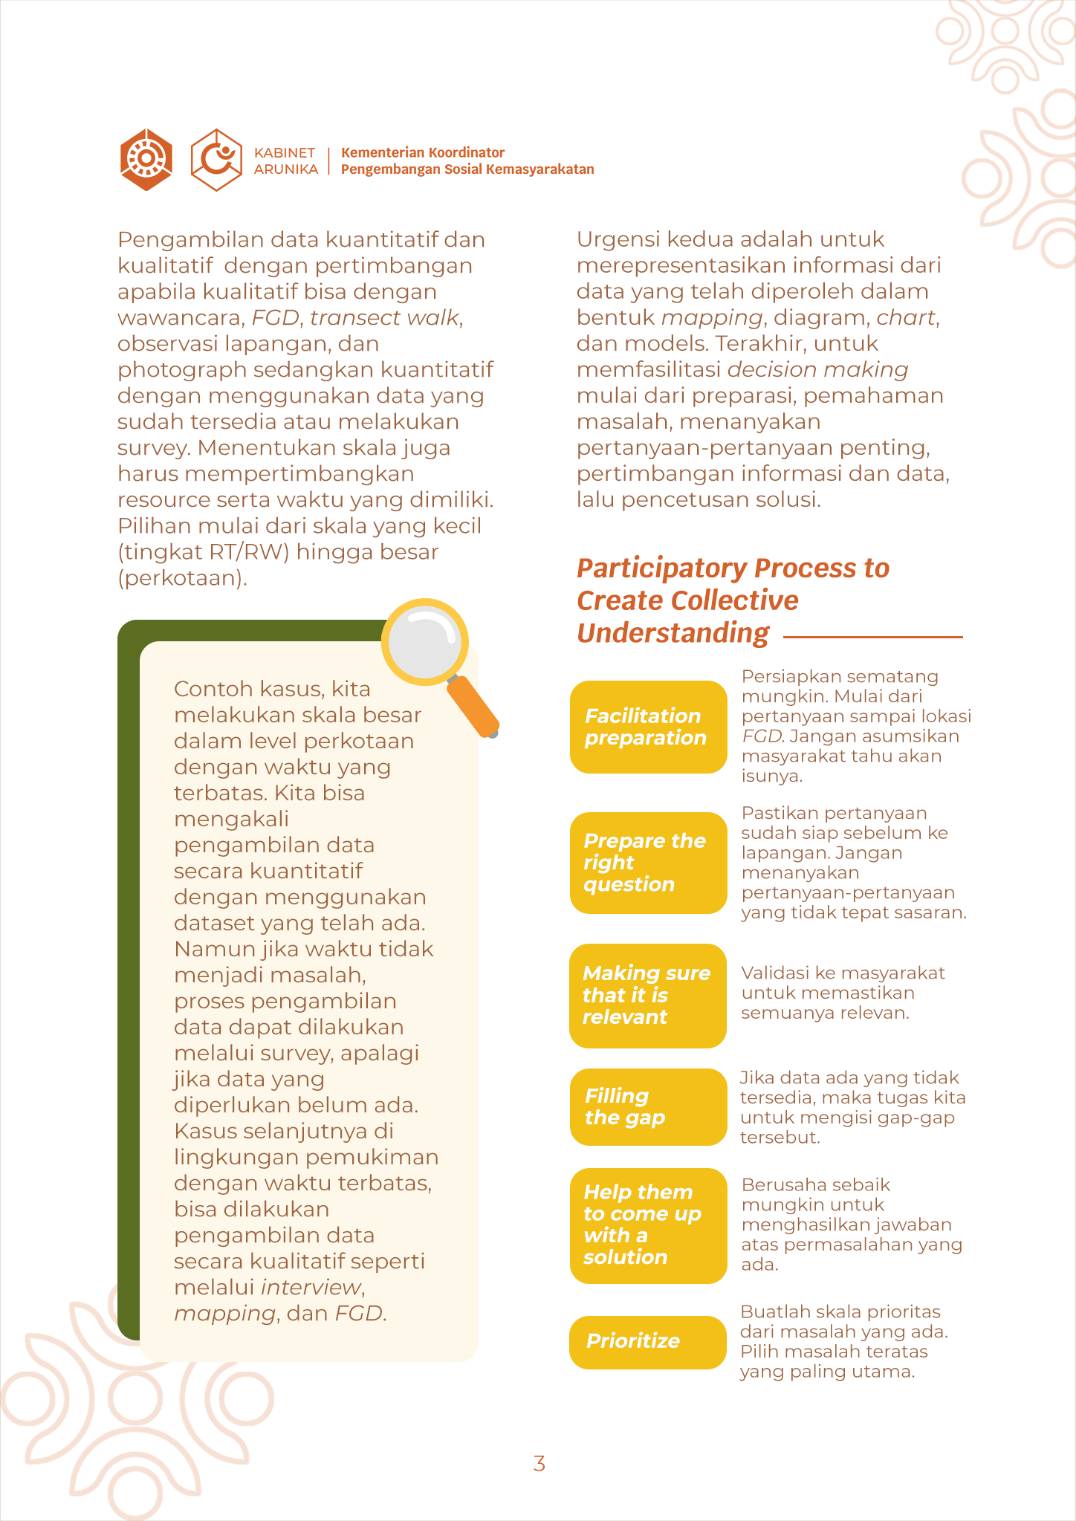 KABINET
ARUNIKA
Kementerian Koordinator
Pengembangan Sosial Kemasyarakatan
Pengambilan data kuantitatif dan
kualitatif dengan pertimbangan
apabila kualitatif bisa dengan
wawancara, FGD, transect walk,
observasi lapangan, dan
photograph sedangkan kuantitatif
dengan menggunakan data yang
sudah tersedia atau melakukan
survey. Menentukan skala juga
harus mempertimbangkan
resource serta waktu yang dimiliki.
Pilihan mulai dari skala yang kecil
(tingkat RT/RW) hingga besar
(perkotaan).
Contoh kasus, kita
melakukan skala besar
dalam level perkotaan
dengan waktu yang
terbatas. Kita bisa
mengakali
pengambilan data
secara kuantitatif
dengan menggunakan
dataset yang telah ada.
Namun jika waktu tidak
menjadi masalah,
proses pengambilan
data dapat dilakukan
melalui survey, apalagi
jika data yang
diperlukan belum ada.
Kasus selanjutnya di
lingkungan pemukiman
dengan waktu terbatas,
bisa dilakukan
pengambilan data
secara kualitatif seperti
melalui interview,
mapping, dan FGD.
Urgensi kedua adalah untuk
merepresentasikan informasi dari
data yang telah diperoleh dalam
bentuk mapping, diagram, chart,
dan models. Terakhir, untuk
memfasilitasi decision making
mulai dari preparasi, pemahaman
masalah, menanyakan
pertanyaan-pertanyaan penting,
pertimbangan informasi dan data,
lalu pencetusan solusi.
Participatory Process to
Create Collective
Understanding
Facilitation
preparation
Persiapkan sematang
mungkin. Mulai dari
pertanyaan sampai lokasi
FGD. Jangan asumsikan
masyarakat tahu akan
isunya.
Prepare the
right
question
Pastikan pertanyaan
sudah siap sebelum ke
lapangan. Jangan
menanyakan
pertanyaan-pertanyaan
yang tidak tepat sasaran.
Making sure
that it is
relevant
Validasi ke masyarakat
untuk memastikan
semuanya relevan.
Filling
the gap
Jika data ada yang tidak
tersedia, maka tugas kita
untuk mengisi gap-gap
tersebut.
Help them
to come up
with a
solution
Berusaha sebaik
mungkin untuk
menghasilkan jawaban
atas permasalahan yang
ada.
Prioritize
Buatlah skala prioritas
dari masalah yang ada.
Pilih masalah teratas
yang paling utama.
3